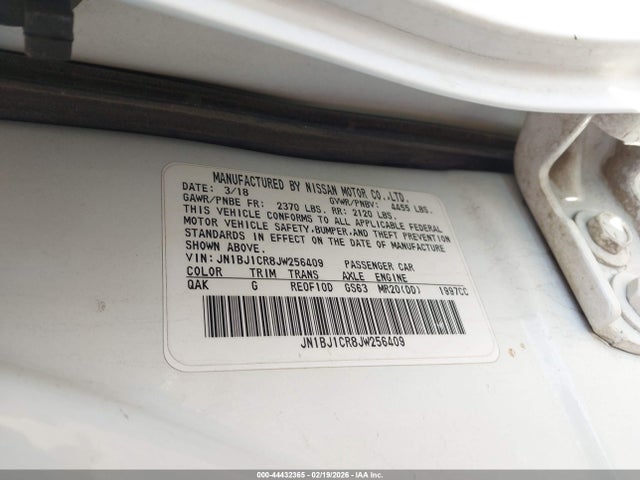 MANUFACTURED BY NISSAN MOTOR CO.,LTD.
DATE: 3/18 GVWR/PNBV: 4455 LBS.
GAWR/PNBE FR: 2370 LBS. RR: 2120 LBS.
THIS VEHICLE CONFORMS TO ALL APPLICABLE FEDERAL
MOTOR VEHICLE SAFETY,BUMPER,AND THEFT PREVENTION
STANDARDS IN EFFECT ON THE DATE OF MANUFACTURE
SHOWN ABOVE.
VIN: JN1BJ1CR8JW256409 PASSENGER CAR
COLOR TRIM TRANS AXLE ENGINE
QAK G RE0F10D GS63 MR20(DD) 1997CC
JN1BJ1CR8JW256409
000-44432365 - 02/19/2026 - IAA Inc.